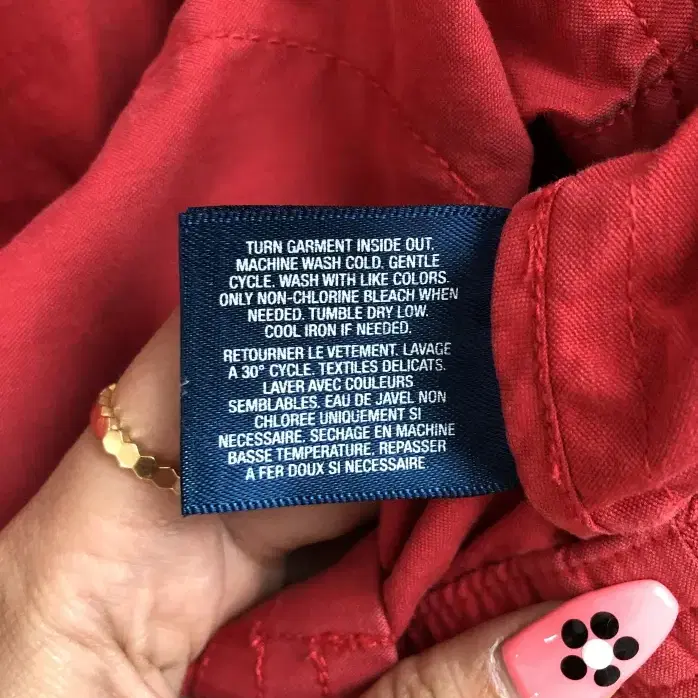 TURN GARMENT INSIDE OUT.
MACHINE WASH COLD. GENTLE
CYCLE. WASH WITH LIKE COLORS.
ONLY NON-CHLORINE BLEACH WHEN
NEEDED. TUMBLE DRY LOW.
COOL IRON IF NEEDED.
RETOURNER LE VETEMENT. LAVAGE
A 30° CYCLE. TEXTILES DELICATS.
LAVER AVEC COULEURS
SEMBLABLES. EAU DE JAVEL NON
CHLOREE UNIQUEMENT SI
NECESSAIRE. SECHAGE EN MACHINE
BASSE TEMPERATURE. REPASSER
A FER DOUX SI NECESSAIRE